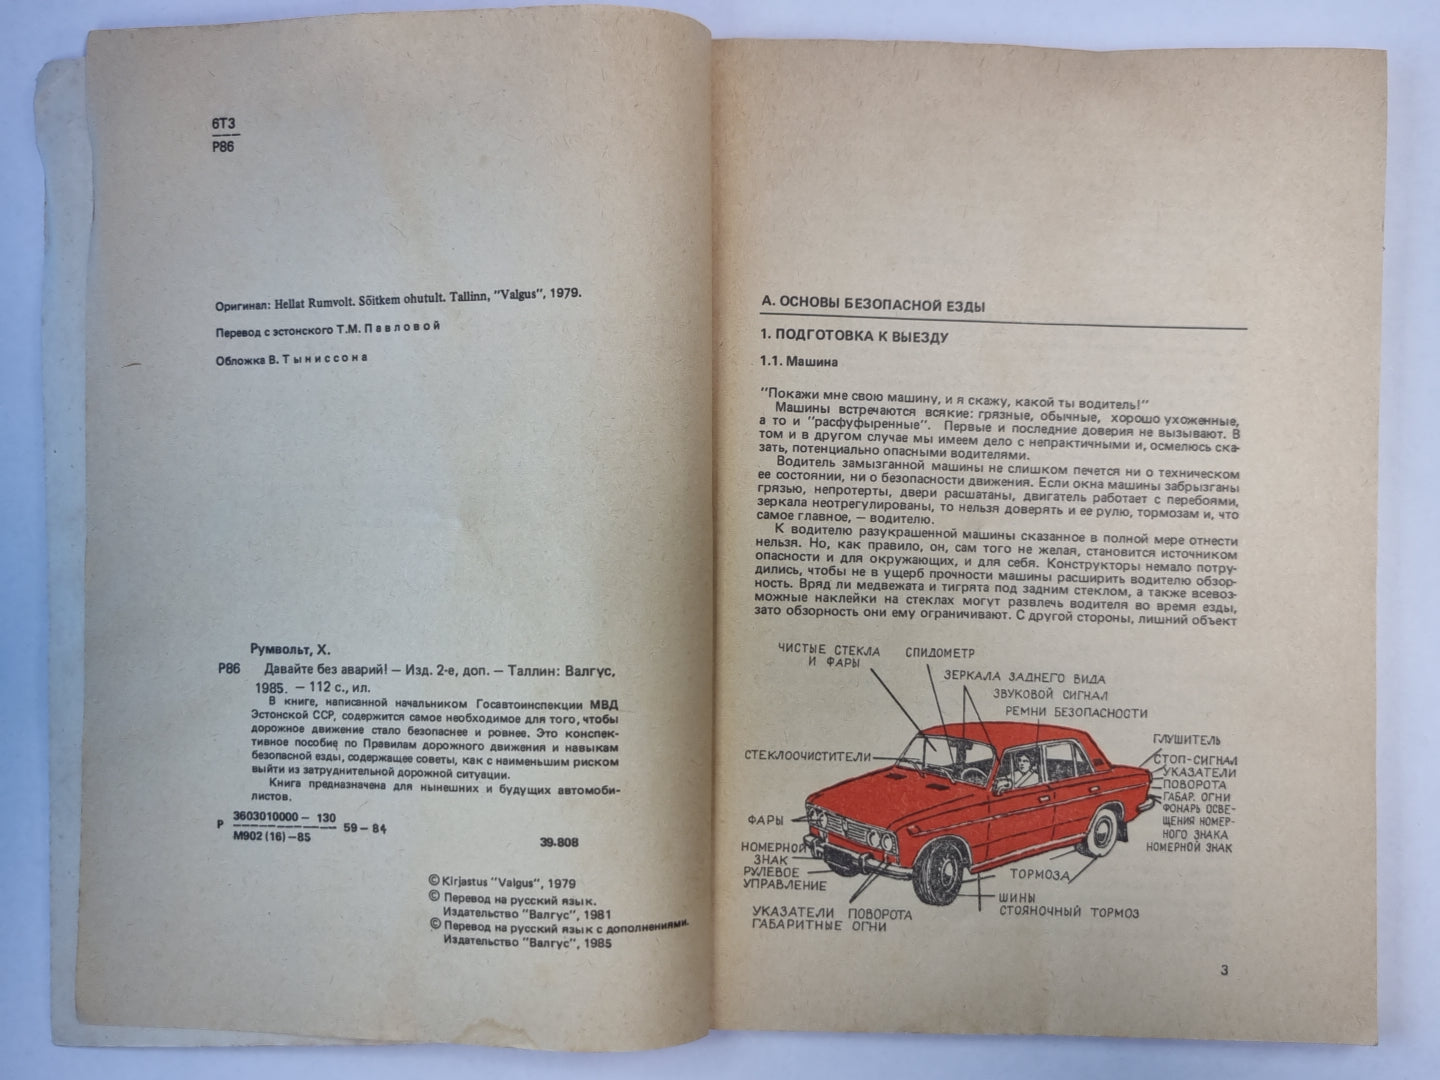 6Т3
Р86
Оригинал: Hellat Rumvolt. Sõitkem ohutult. Tallinn, "Valgus", 1979.
Перевод с эстонского Т.М. Павловой
Обложка В. Тыниссона
Румвольт, Х.
Р86 Давайте без аварий! — Изд. 2-е, доп. — Таллин: Валгус,
1985. — 112 с., ил.
В книге, написанной начальником Госавтоинспекции МВД
Эстонской ССР, содержится самое необходимое для того, чтобы
дорожное движение стало безопаснее и ровнее. Это конспек-
тивное пособие по Правилам дорожного движения и навыкам
безопасной езды, содержащее советы, как с наименьшим риском
выйти из затруднительной дорожной ситуации.
Книга предназначена для нынешних и будущих автомоби-
листов.
Р 3603010000 — 130
М902 (16) —85
59 — 84
39.808
© Kirjastus "Valgus", 1979
© Перевод на русский язык.
Издательство "Валгус", 1981
© Перевод на русский язык с дополнениями.
Издательство "Валгус", 1985
А. ОСНОВЫ БЕЗОПАСНОЙ ЕЗДЫ
1. ПОДГОТОВКА К ВЫЕЗДУ
1.1. Машина
"Покажи мне свою машину, и я скажу, какой ты водитель!"
Машины встречаются всякие: грязные, обычные, хорошо ухоженные,
а то и "расфуфыренные". Первые и последние доверия не вызывают. В
том и в другом случае мы имеем дело с непрактичными и, осмелюсь ска-
зать, потенциально опасными водителями.
Водитель замызганной машины не слишком печется ни о техническом
ее состоянии, ни о безопасности движения. Если окна машины забрызганы
грязью, непротерты, двери расшатаны, двигатель работает с перебоями,
зеркала неотрегулированы, то нельзя доверять и ее рулю, тормозам и, что
самое главное, — водителю.
К водителю разукрашенной машины сказанное в полной мере отнести
нельзя. Но, как правило, он, сам того не желая, становится источником
опасности и для окружающих, и для себя. Конструкторы немало потру-
дились, чтобы не в ущерб прочности машины расширить водителю обзор-
ность. Вряд ли медвежата и тигрята под задним стеклом, а также всевоз-
можные наклейки на стеклах могут развлечь водителя во время езды,
зато обзорность они ему ограничивают. С другой стороны, лишний объект
ЧИСТЫЕ СТЕКЛА
И ФАРЫ
СПИДОМЕТР
ЗЕРКАЛА ЗАДНЕГО ВИДА
ЗВУКОВОЙ СИГНАЛ
РЕМНИ БЕЗОПАСНОСТИ
СТЕКЛООЧИСТИТЕЛИ
ГЛУШИТЕЛЬ
СТОП-СИГНАЛ
УКАЗАТЕЛИ
ПОВОРОТА
ГАБАР. ОГНИ
ФОНАРЬ ОСВЕ-
ЩЕНИЯ НОМЕР-
НОГО ЗНАКА
НОМЕРНОЙ ЗНАК
ФАРЫ
НОМЕРНОЙ
ЗНАК
РУЛЕВОЕ
УПРАВЛЕНИЕ
ТОРМОЗА
ШИНЫ
СТОЯНОЧНЫЙ ТОРМОЗ
УКАЗАТЕЛИ ПОВОРОТА
ГАБАРИТНЫЕ ОГНИ
3